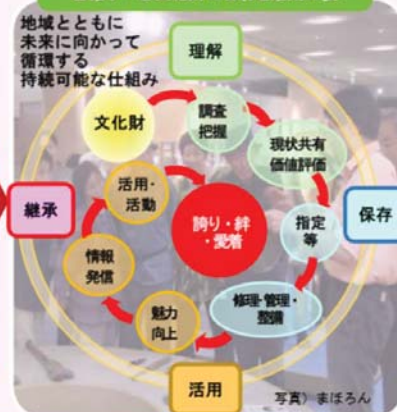 地域とともに
未来に向かって
循環する
持続可能な仕組み
理解
文化財
調査
把握
現状共有
価値評価
指定
等
保存
修理・管理・
整備
活用
魅力
向上
情報
発信
継承
活用・
活動
誇り・絆
・愛着
写真）まほろん